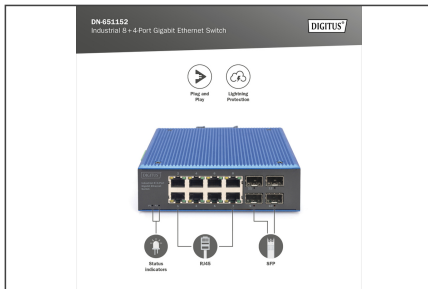 DN-651152
Industrial 8+4-Port Gigabit Ethernet Switch
DIGITUS®
Plug and
Play
Lightning
Protection
DIGITUS
Status
Indicators
RJ45
SFP